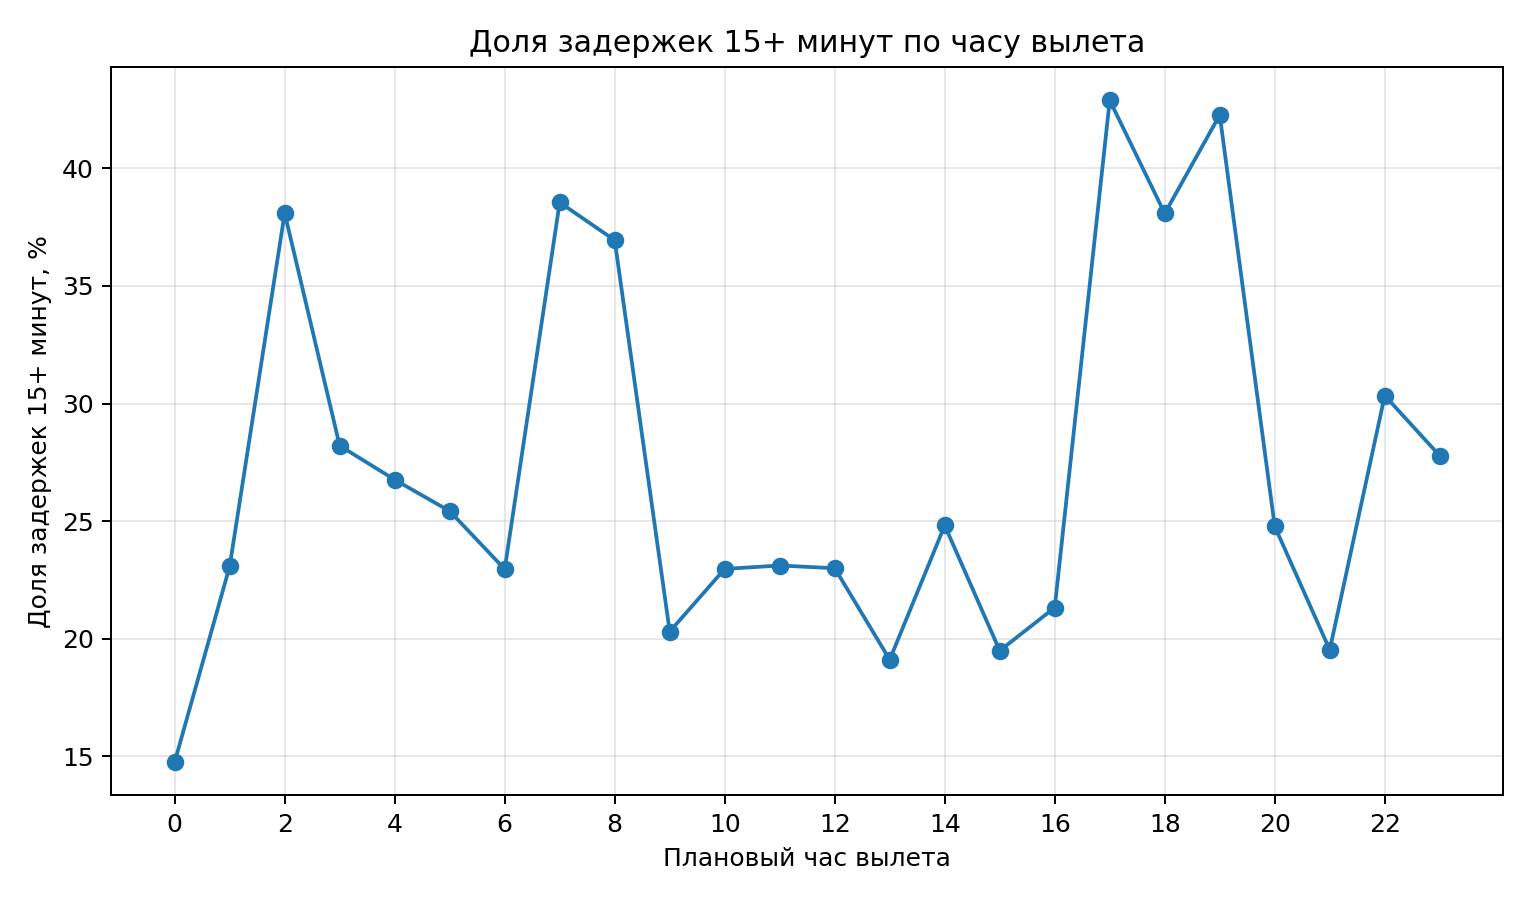 Доля задержек 15+ минут по часу вылета
Доля задержек 15+ минут, %
40
35
30
25
20
15
0 2 4 6 8 10 12 14 16 18 20 22
Плановый час вылета